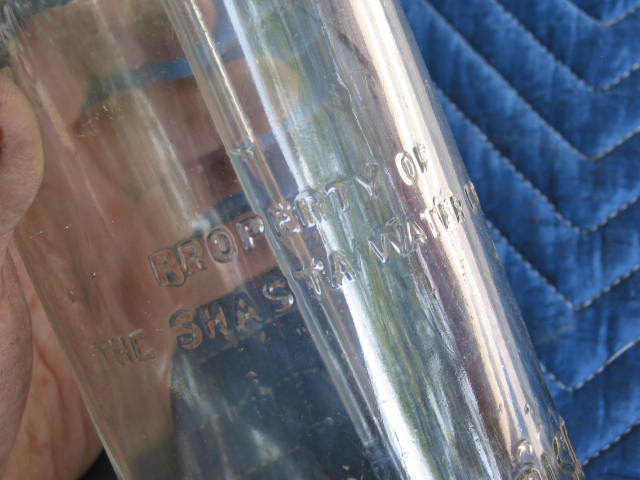 PROPERTY OF
THE SHASTA WATER